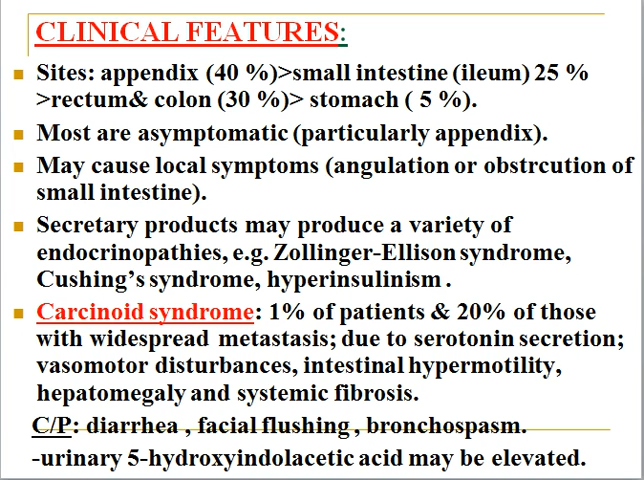 CLINICAL FEATURES:
Sites: appendix (40 %)>small intestine (ileum) 25 %
>rectum& colon (30 %)> stomach ( 5 %).
Most are asymptomatic (particularly appendix).
May cause local symptoms (angulation or obstrcution of
small intestine).
Secretary products may produce a variety of
endocrinopathies, e.g. Zollinger-Ellison syndrome,
Cushing’s syndrome, hyperinsulinism .
Carcinoid syndrome: 1% of patients & 20% of those
with widespread metastasis; due to serotonin secretion;
vasomotor disturbances, intestinal hypermotility,
hepatomegaly and systemic fibrosis.
C/P: diarrhea , facial flushing , bronchospasm.
-urinary 5-hydroxyindolacetic acid may be elevated.